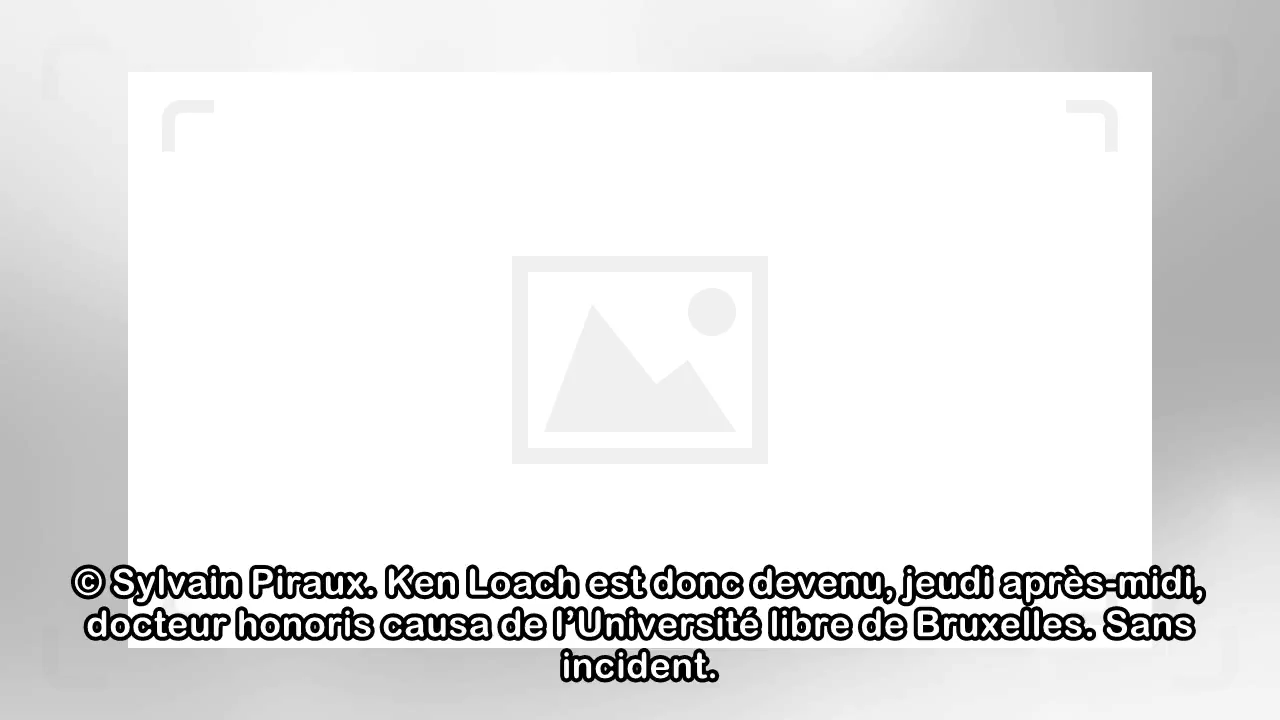 © Sylvain Piraux. Ken Loach est donc devenu, jeudi après-midi,
docteur honoris causa de l’Université libre de Bruxelles. Sans
incident.